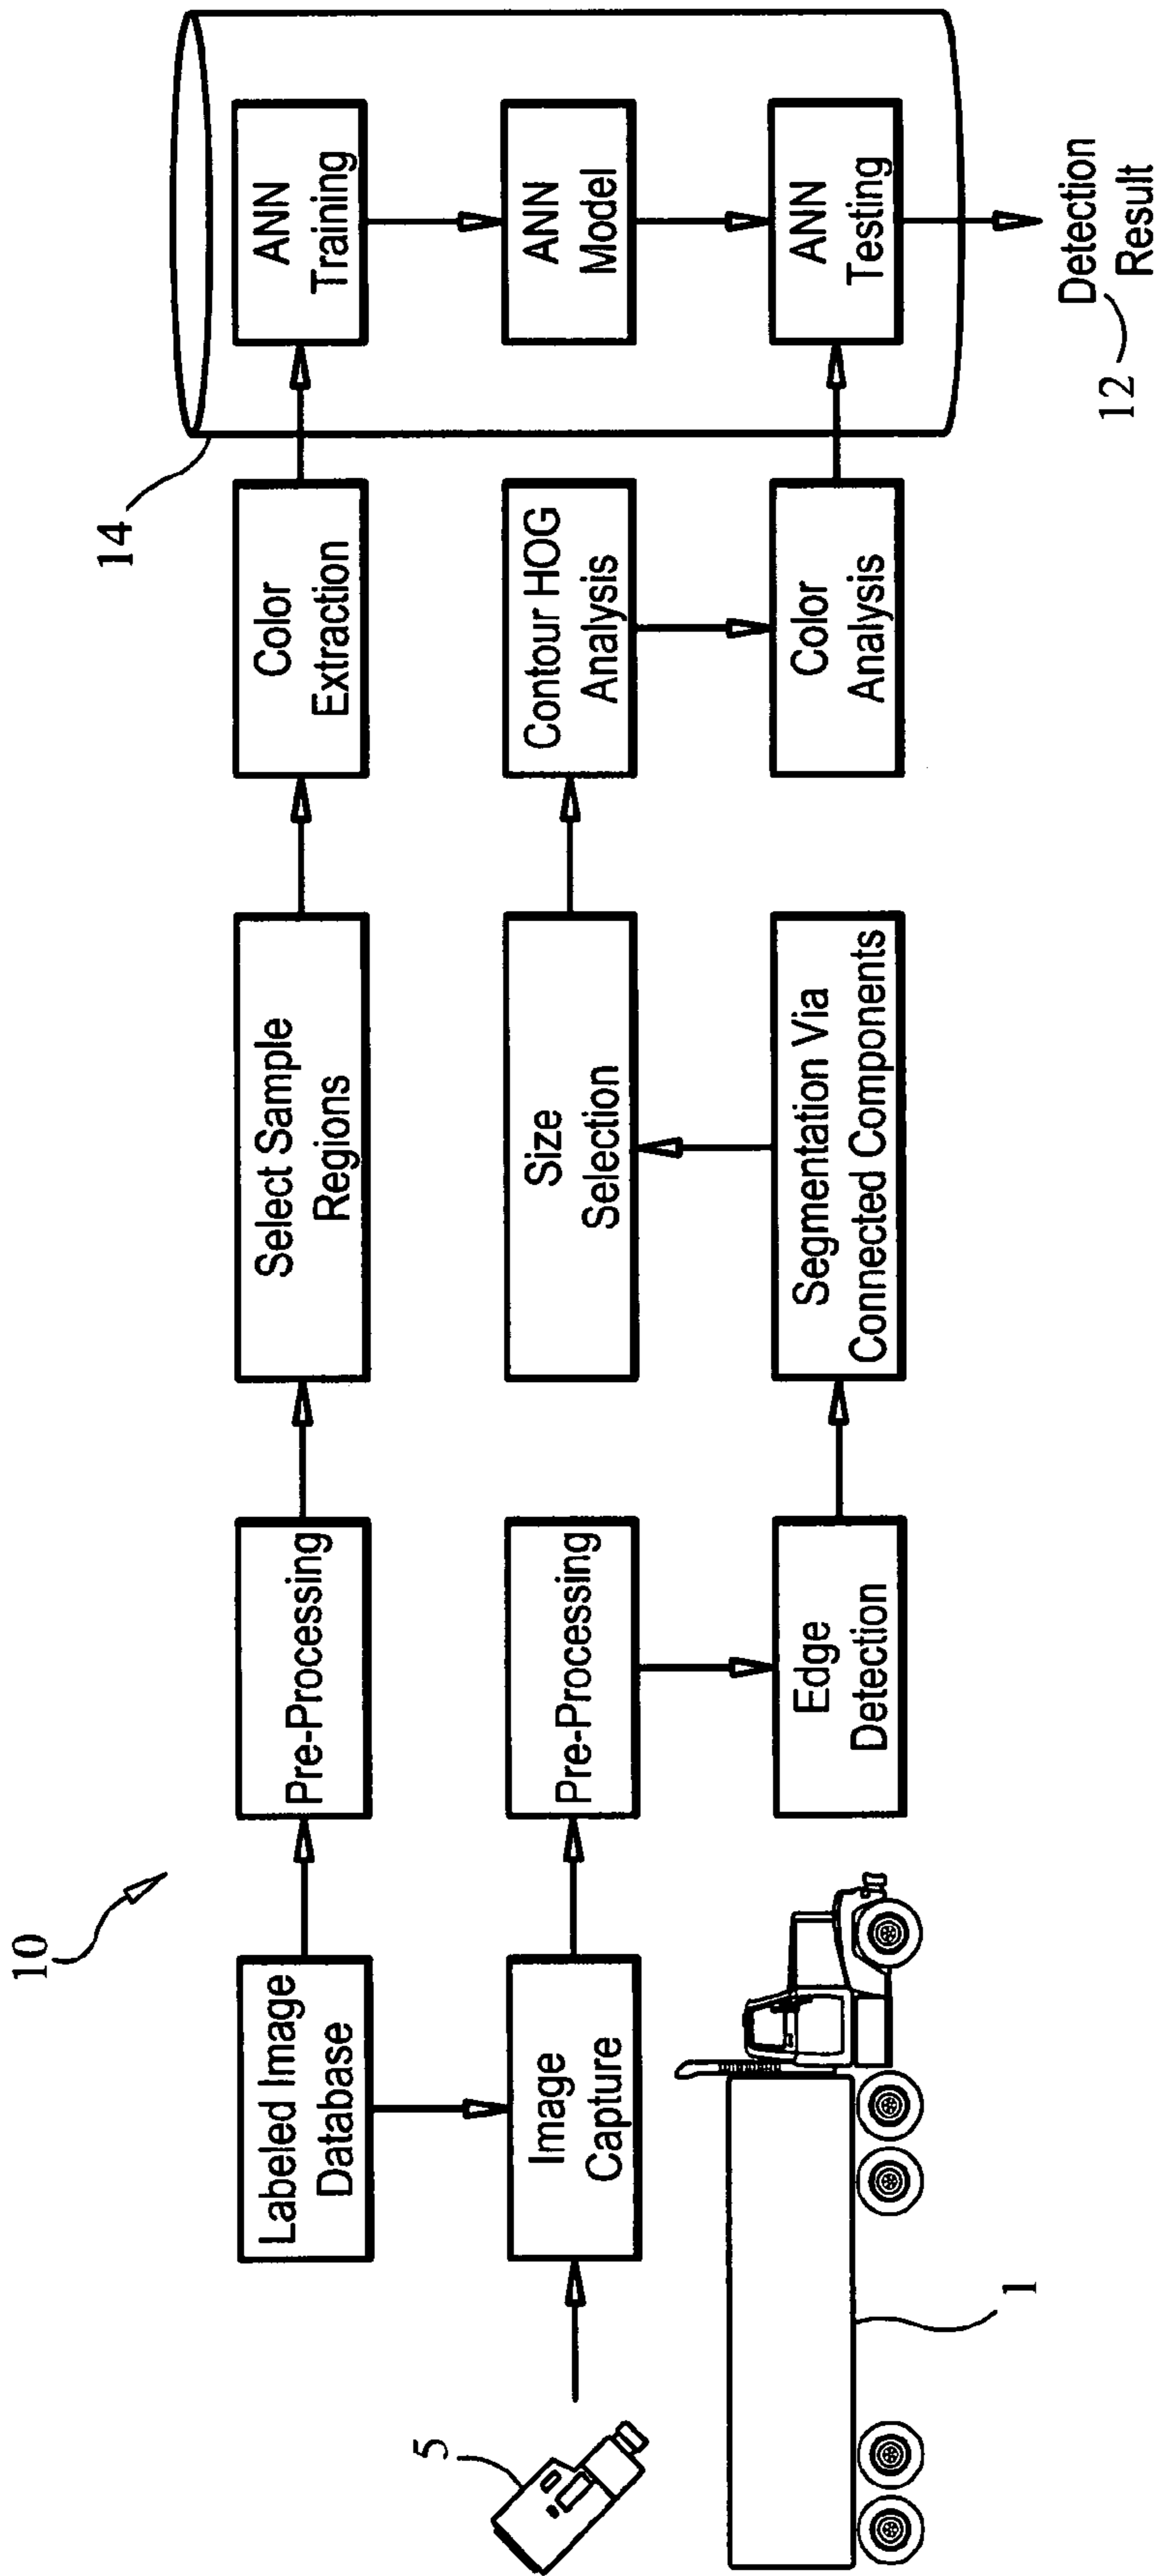 10
Labeled Image
Database
Pre-Processing
Select Sample
Regions
Color
Extraction
14
ANN
Training
5
Image
Capture
Pre-Processing
Size
Selection
Contour HOG
Analysis
ANN
Model
1
Edge
Detection
Segmentation Via
Connected Components
Color
Analysis
ANN
Testing
12
Detection
Result